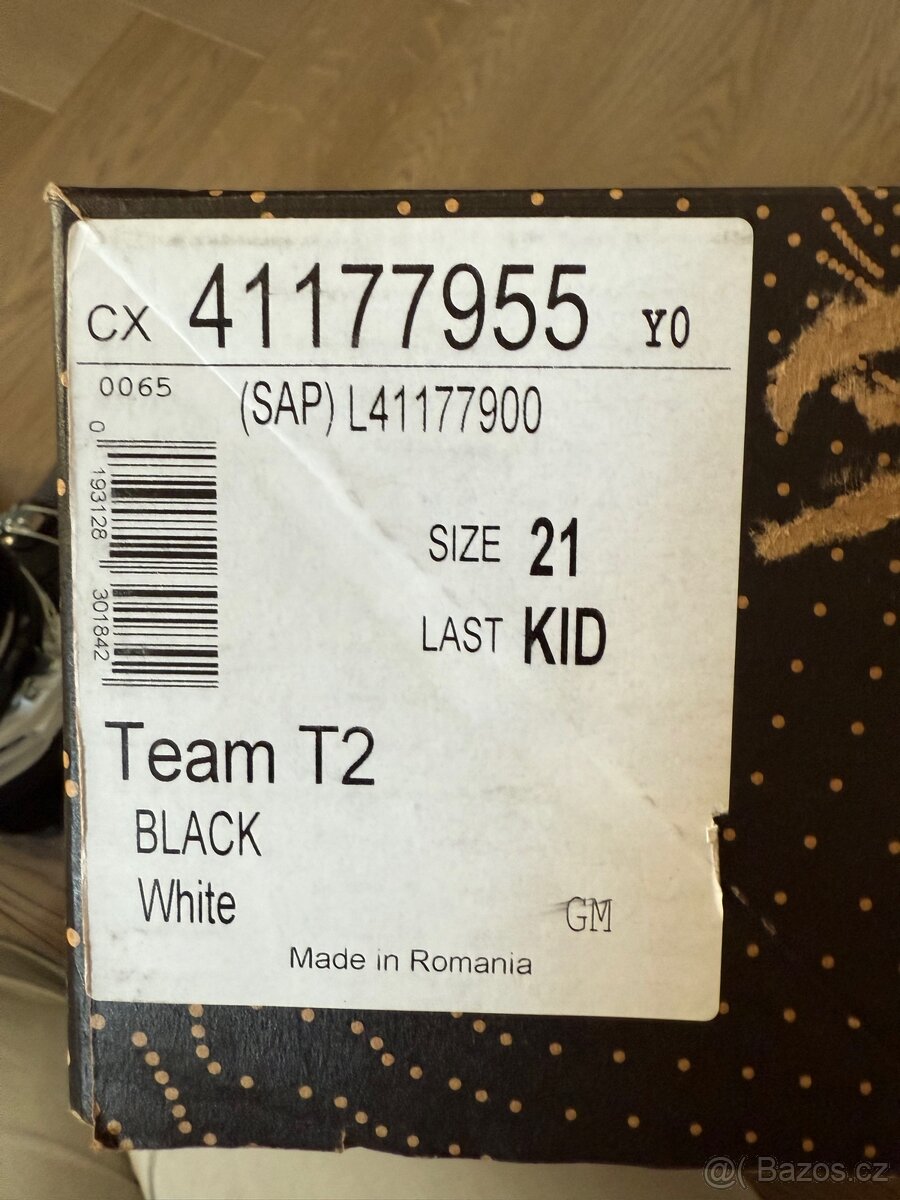 CX 41177955 Y0
0065
(SAP) L41177900
0 193128 301842
SIZE 21
LAST KID
Team T2
BLACK
White
GM
Made in Romania
@( Bazos.cz